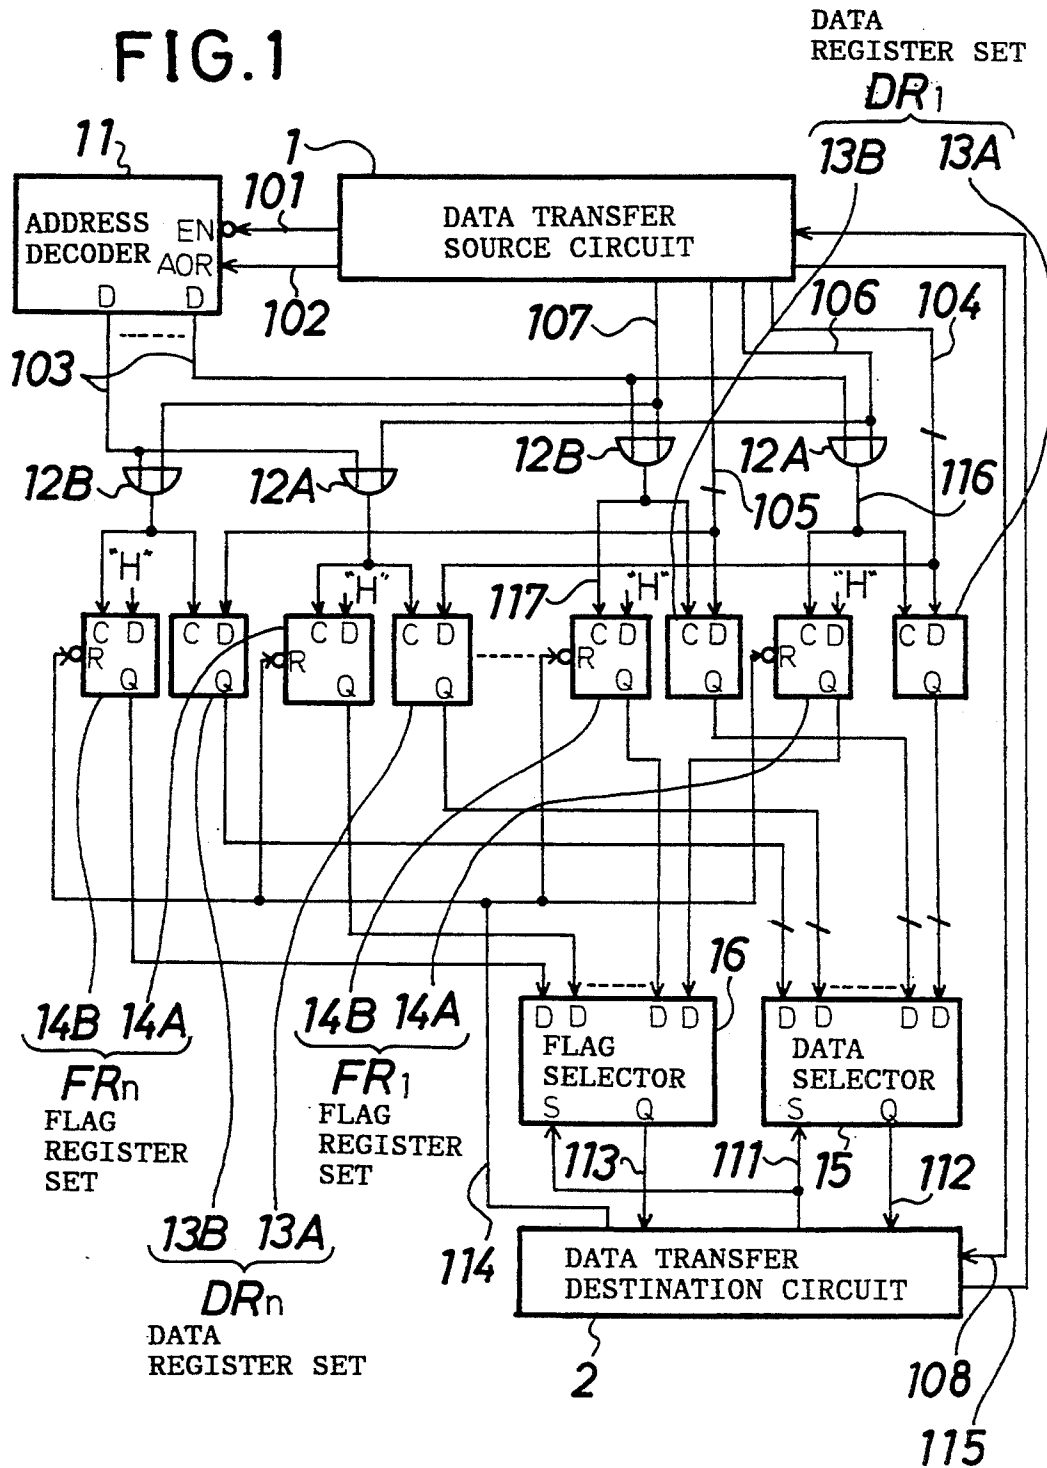 FIG.1
DATA
REGISTER SET
DR1
13B 13A
11
1
ADDRESS
DECODER
EN
AOR
D D
101
102
DATA TRANSFER
SOURCE CIRCUIT
107
106
104
103
12B
12A
12B
12A
105
116
"H"
"H"
117
"H"
"H"
C D
R
Q
C D
Q
C D
R
Q
C D
Q
C D
R
Q
C D
Q
C D
R
Q
C D
Q
16
14B 14A
FRn
FLAG
REGISTER
SET
14B 14A
FR1
FLAG
REGISTER
SET
D D D D
FLAG
SELECTOR
S Q
D D D D
DATA
SELECTOR
S Q
113
111
15
112
13B 13A
DRn
DATA
REGISTER SET
114
DATA TRANSFER
DESTINATION CIRCUIT
2
108
115